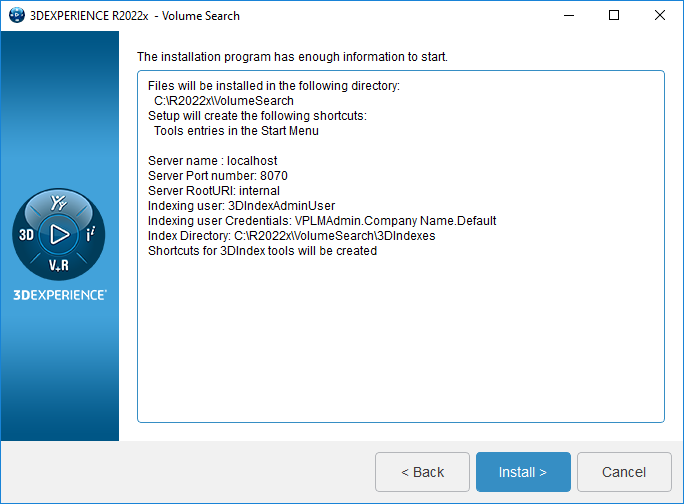 3DEXPERIENCE R2022x - Volume Search
The installation program has enough information to start.
Files will be installed in the following directory:
C:\R2022x\VolumeSearch
Setup will create the following shortcuts:
Tools entries in the Start Menu
Server name : localhost
Server Port number: 8070
Server RootURI: internal
Indexing user: 3DIndexAdminUser
Indexing user Credentials: VPLMAdmin.Company Name.Default
Index Directory: C:\R2022x\VolumeSearch\3DIndexes
Shortcuts for 3DIndex tools will be created
3D
i²
V+R
3DEXPERIENCE
< Back
Install >
Cancel